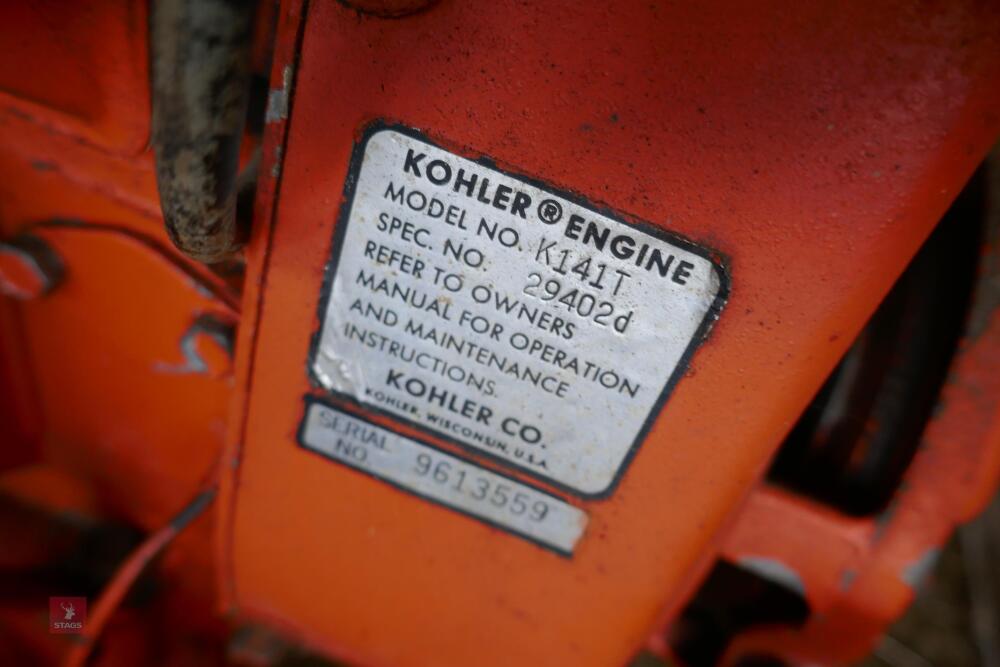 KOHLER® ENGINE
MODEL NO. K141T
SPEC. NO. 29402d
REFER TO OWNERS
MANUAL FOR OPERATION
AND MAINTENANCE
INSTRUCTIONS.
KOHLER CO.
KOHLER, WISCONSIN, U.S.A.
SERIAL
NO. 9613559
STAGS